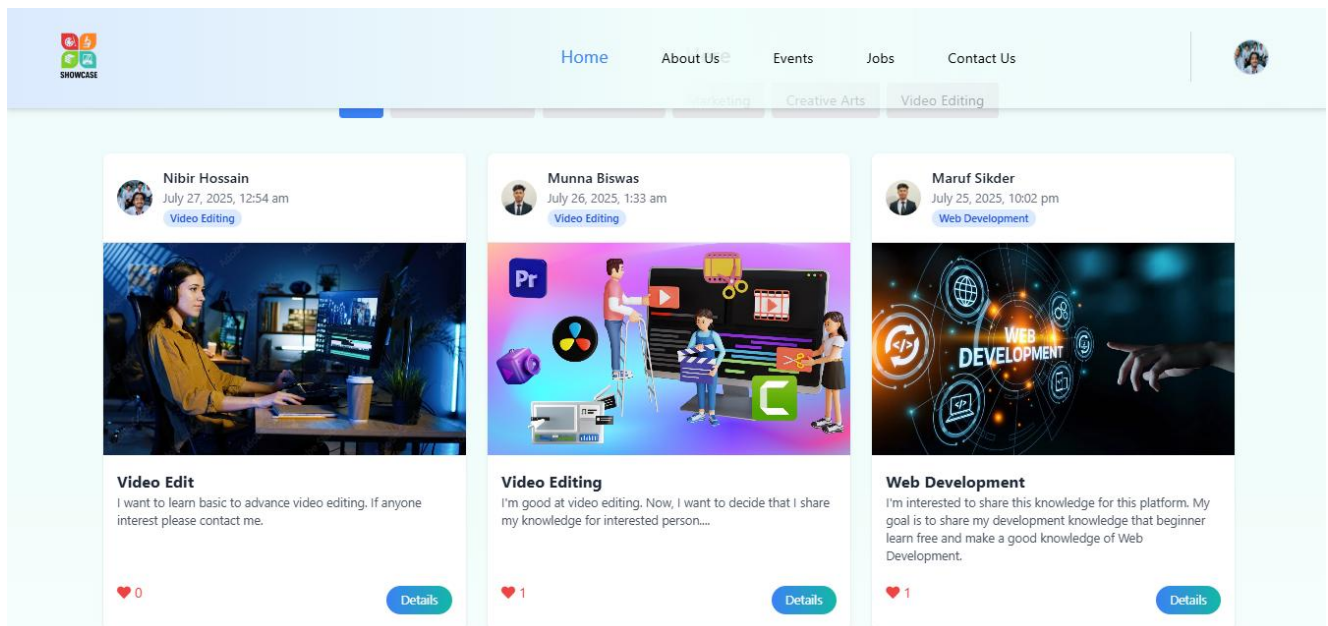 SHOWCASE
Home
About Us
Events
Jobs
Contact Us
Marketing
Creative Arts
Video Editing
Nibir Hossain
July 27, 2025, 12:54 am
Video Editing
Munna Biswas
July 26, 2025, 1:33 am
Video Editing
Maruf Sikder
July 25, 2025, 10:02 pm
Web Development
Pr
WEB
DEVELOPMENT
</>
</>
Video Edit
I want to learn basic to advance video editing. If anyone
interest please contact me.
0
Details
Video Editing
I'm good at video editing. Now, I want to decide that I share
my knowledge for interested person....
1
Details
Web Development
I'm interested to share this knowledge for this platform. My
goal is to share my development knowledge that beginner
learn free and make a good knowledge of Web
Development.
1
Details